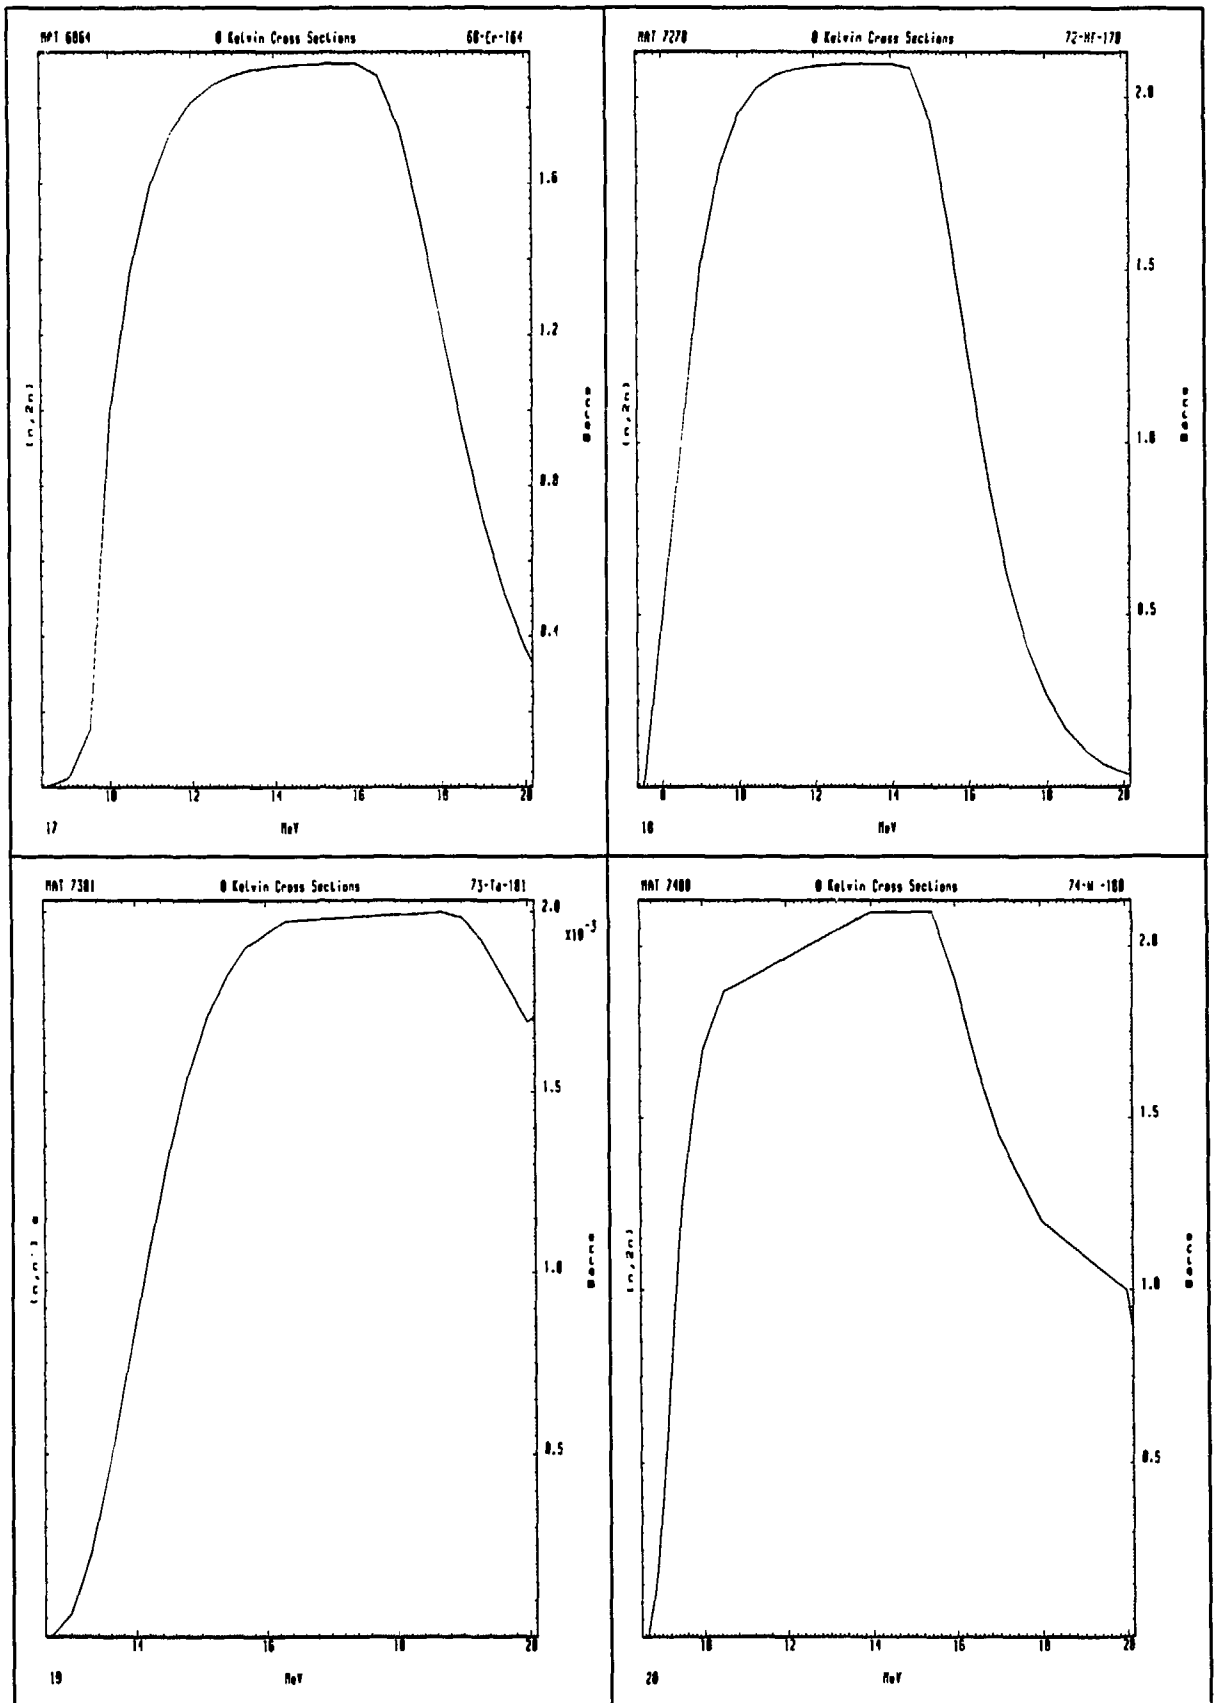 MAT 6864 0 Kelvin Cross Sections 68-Er-164
1.6
1.2
0.8
0.4
(n,2n)
Barns
10 12 14 16 18 20
17 MeV
MAT 7270 0 Kelvin Cross Sections 72-Hf-178
2.0
1.5
1.0
0.5
(n,2n)
Barns
8 10 12 14 16 18 20
18 MeV
MAT 7381 0 Kelvin Cross Sections 73-Ta-181
2.0
X10-3
1.5
1.0
0.5
(n,n')
Barns
14 16 18 20
19 MeV
MAT 7400 0 Kelvin Cross Sections 74-W -180
2.0
1.5
1.0
0.5
(n,2n)
Barns
10 12 14 16 18 20
20 MeV